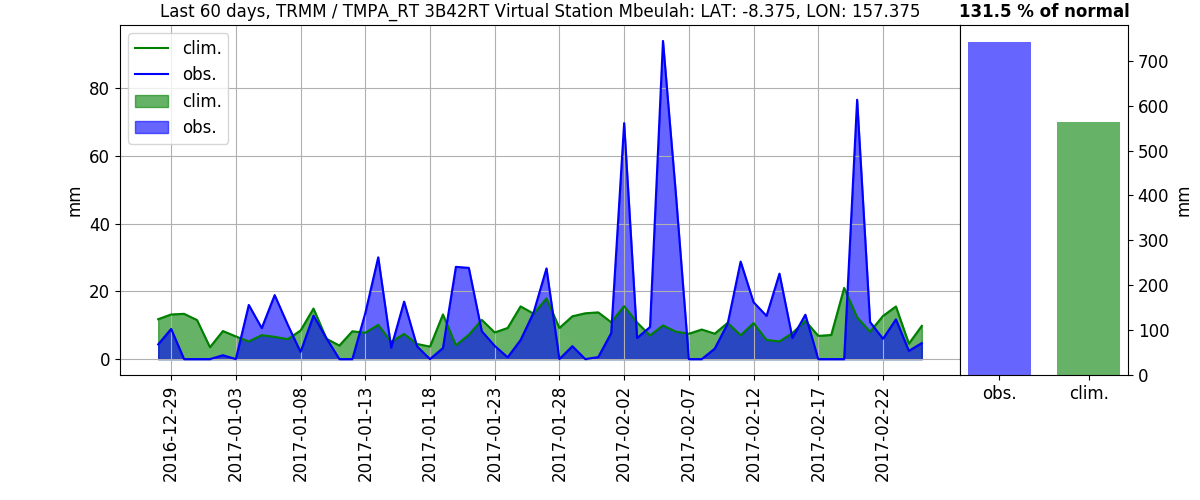 Last 60 days, TRMM / TMPA_RT 3B42RT Virtual Station Mbeulah: LAT: -8.375, LON: 157.375
131.5 % of normal
clim.
obs.
clim.
obs.
80
60
40
20
0
mm
2016-12-29
2017-01-03
2017-01-08
2017-01-13
2017-01-18
2017-01-23
2017-01-28
2017-02-02
2017-02-07
2017-02-12
2017-02-17
2017-02-22
700
600
500
400
300
200
100
0
mm
obs.
clim.